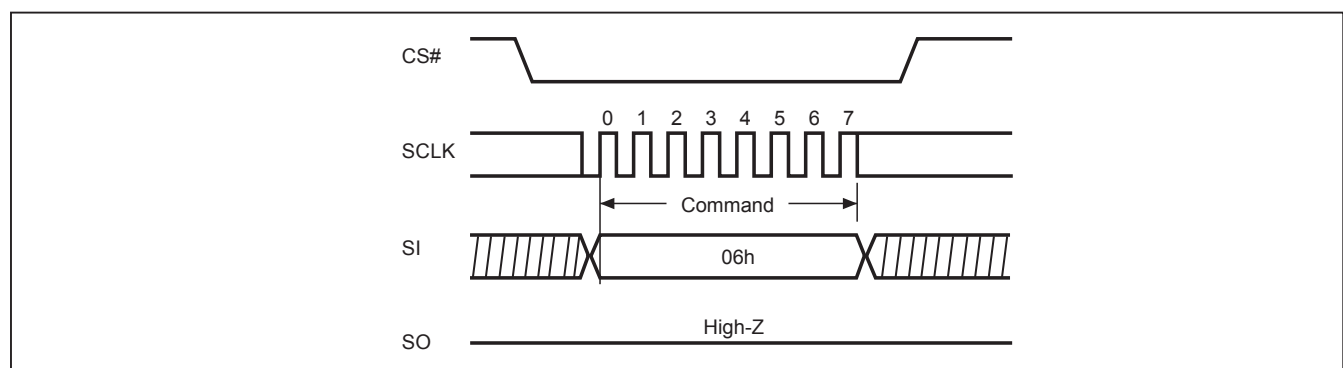 CS#
0 1 2 3 4 5 6 7
SCLK
Command
SI
06h
High-Z
SO